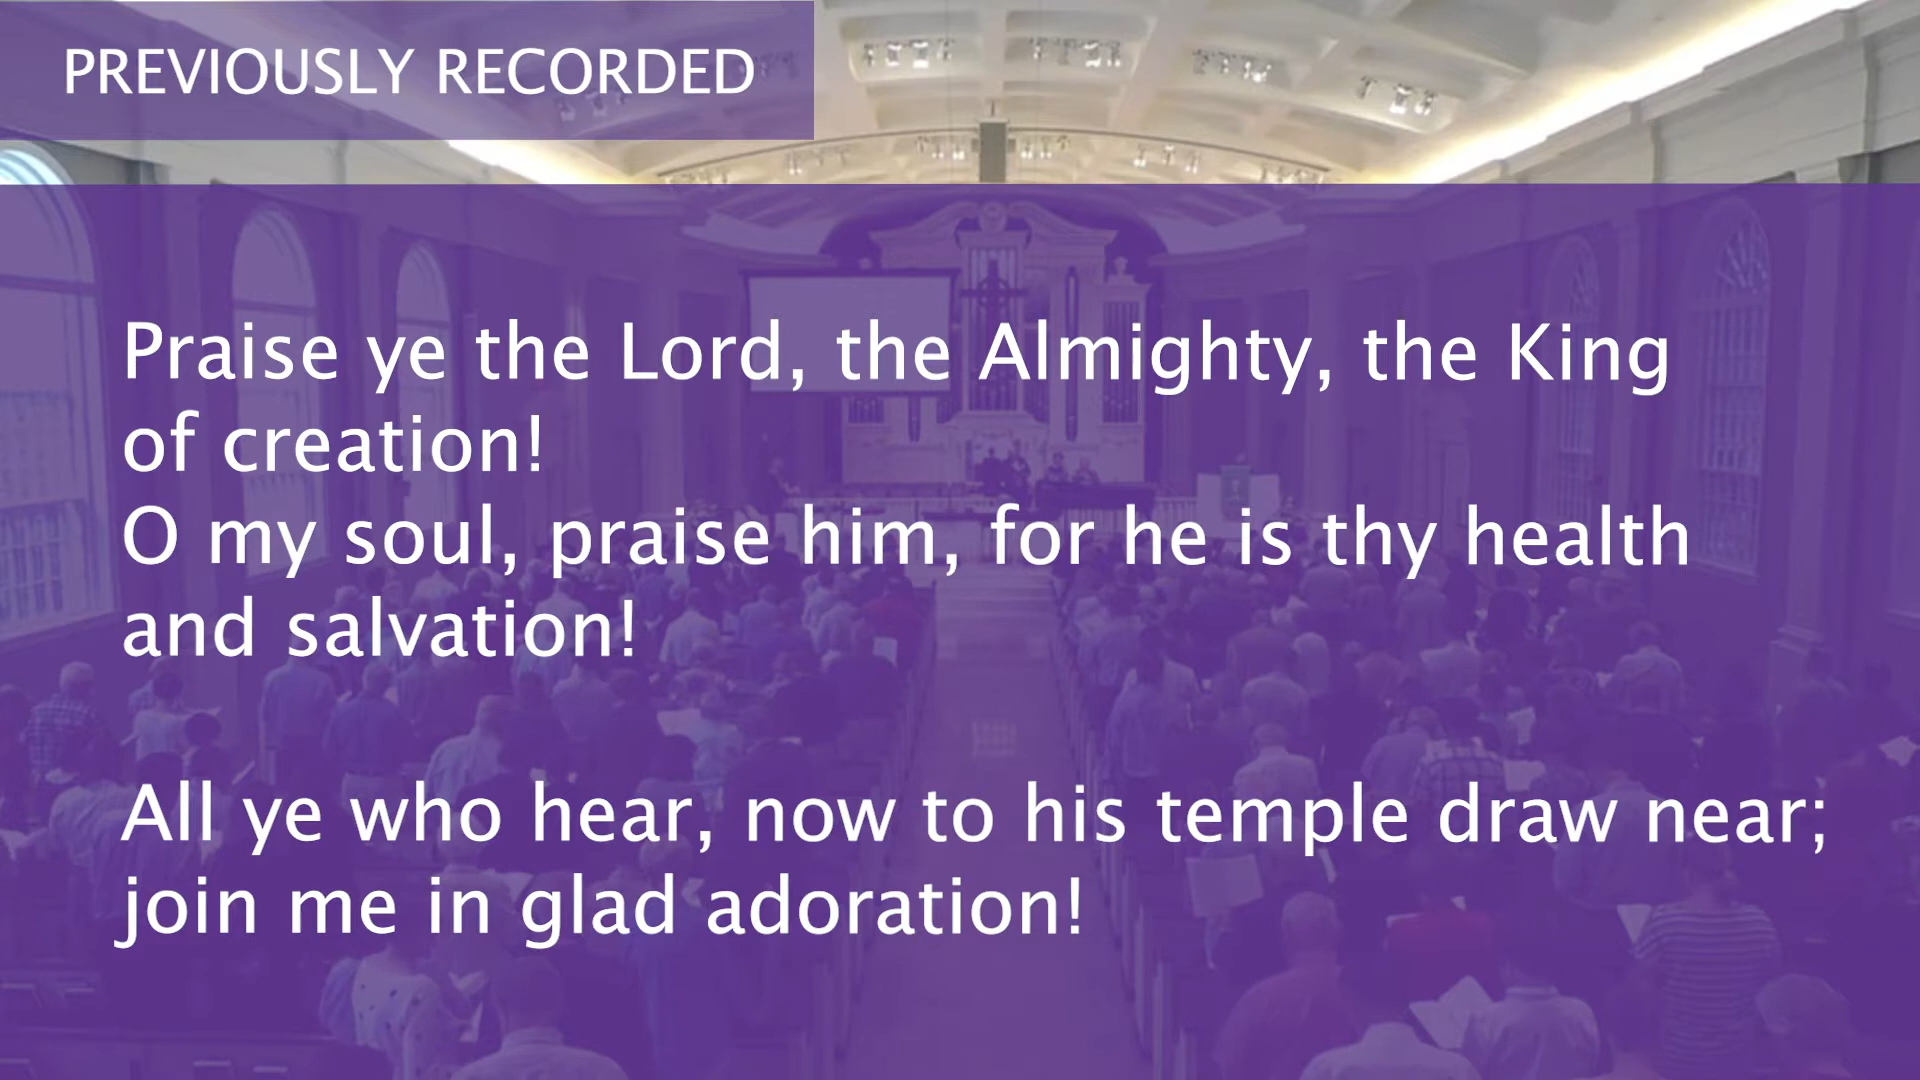 PREVIOUSLY RECORDED
Praise ye the Lord, the Almighty, the King
of creation!
O my soul, praise him, for he is thy health
and salvation!
All ye who hear, now to his temple draw near;
join me in glad adoration!